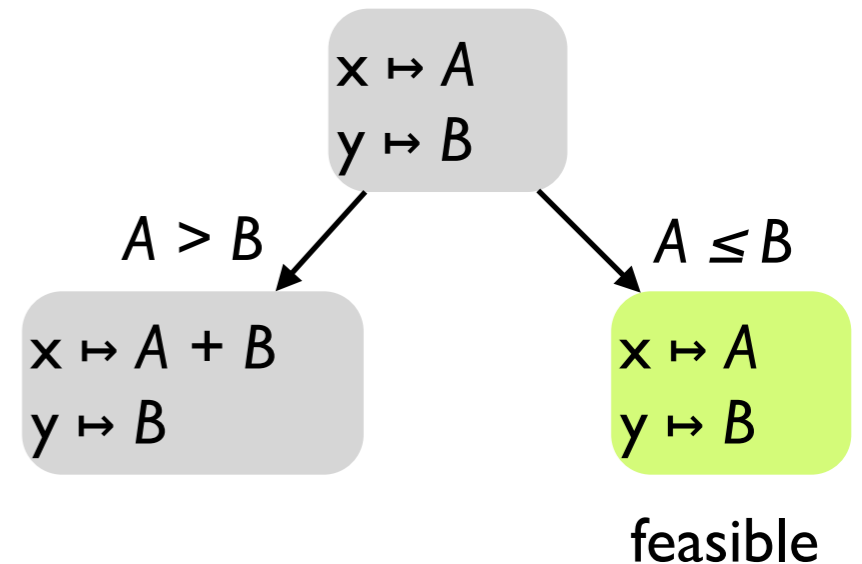 x ↦ A
y ↦ B
A > B
A ≤ B
x ↦ A + B
y ↦ B
x ↦ A
y ↦ B
feasible